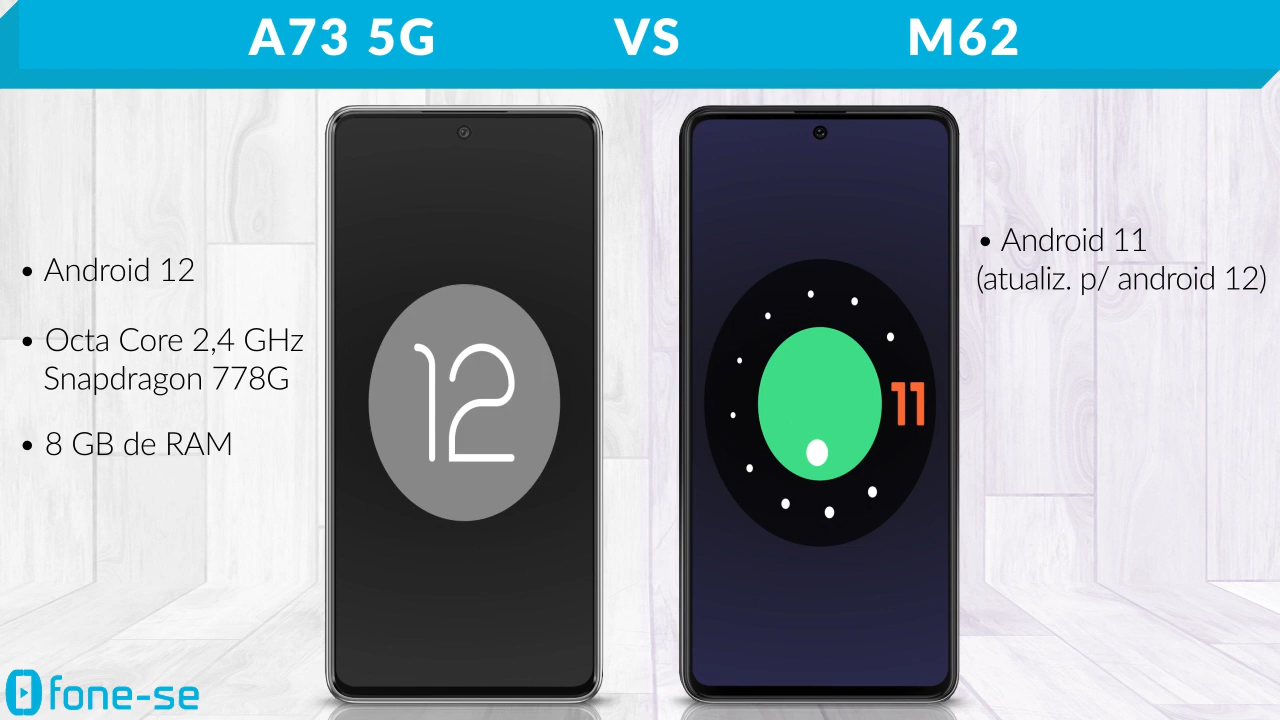 A73 5G VS M62
• Android 12
• Octa Core 2,4 GHz
Snapdragon 778G
• 8 GB de RAM
12
11
• Android 11
(atualiz. p/ android 12)
fone-se